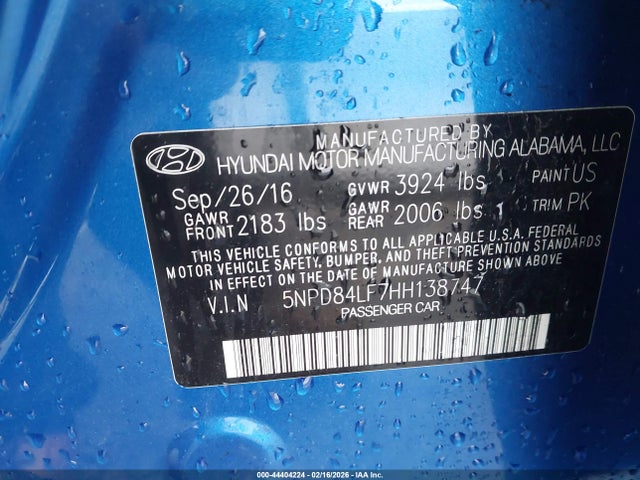 MANUFACTURED BY
HYUNDAI MOTOR MANUFACTURING ALABAMA, LLC
Sep/26/16 GVWR 3924 lbs PAINT US
GAWR FRONT 2183 lbs GAWR REAR 2006 lbs TRIM PK
THIS VEHICLE CONFORMS TO ALL APPLICABLE U.S.A. FEDERAL
MOTOR VEHICLE SAFETY, BUMPER, AND THEFT PREVENTION STANDARDS
IN EFFECT ON THE DATE OF MANUFACTURE SHOWN ABOVE.
V.I.N 5NPD84LF7HH138747
PASSENGER CAR
000-44404224 - 02/16/2026 - © IAA, Inc.